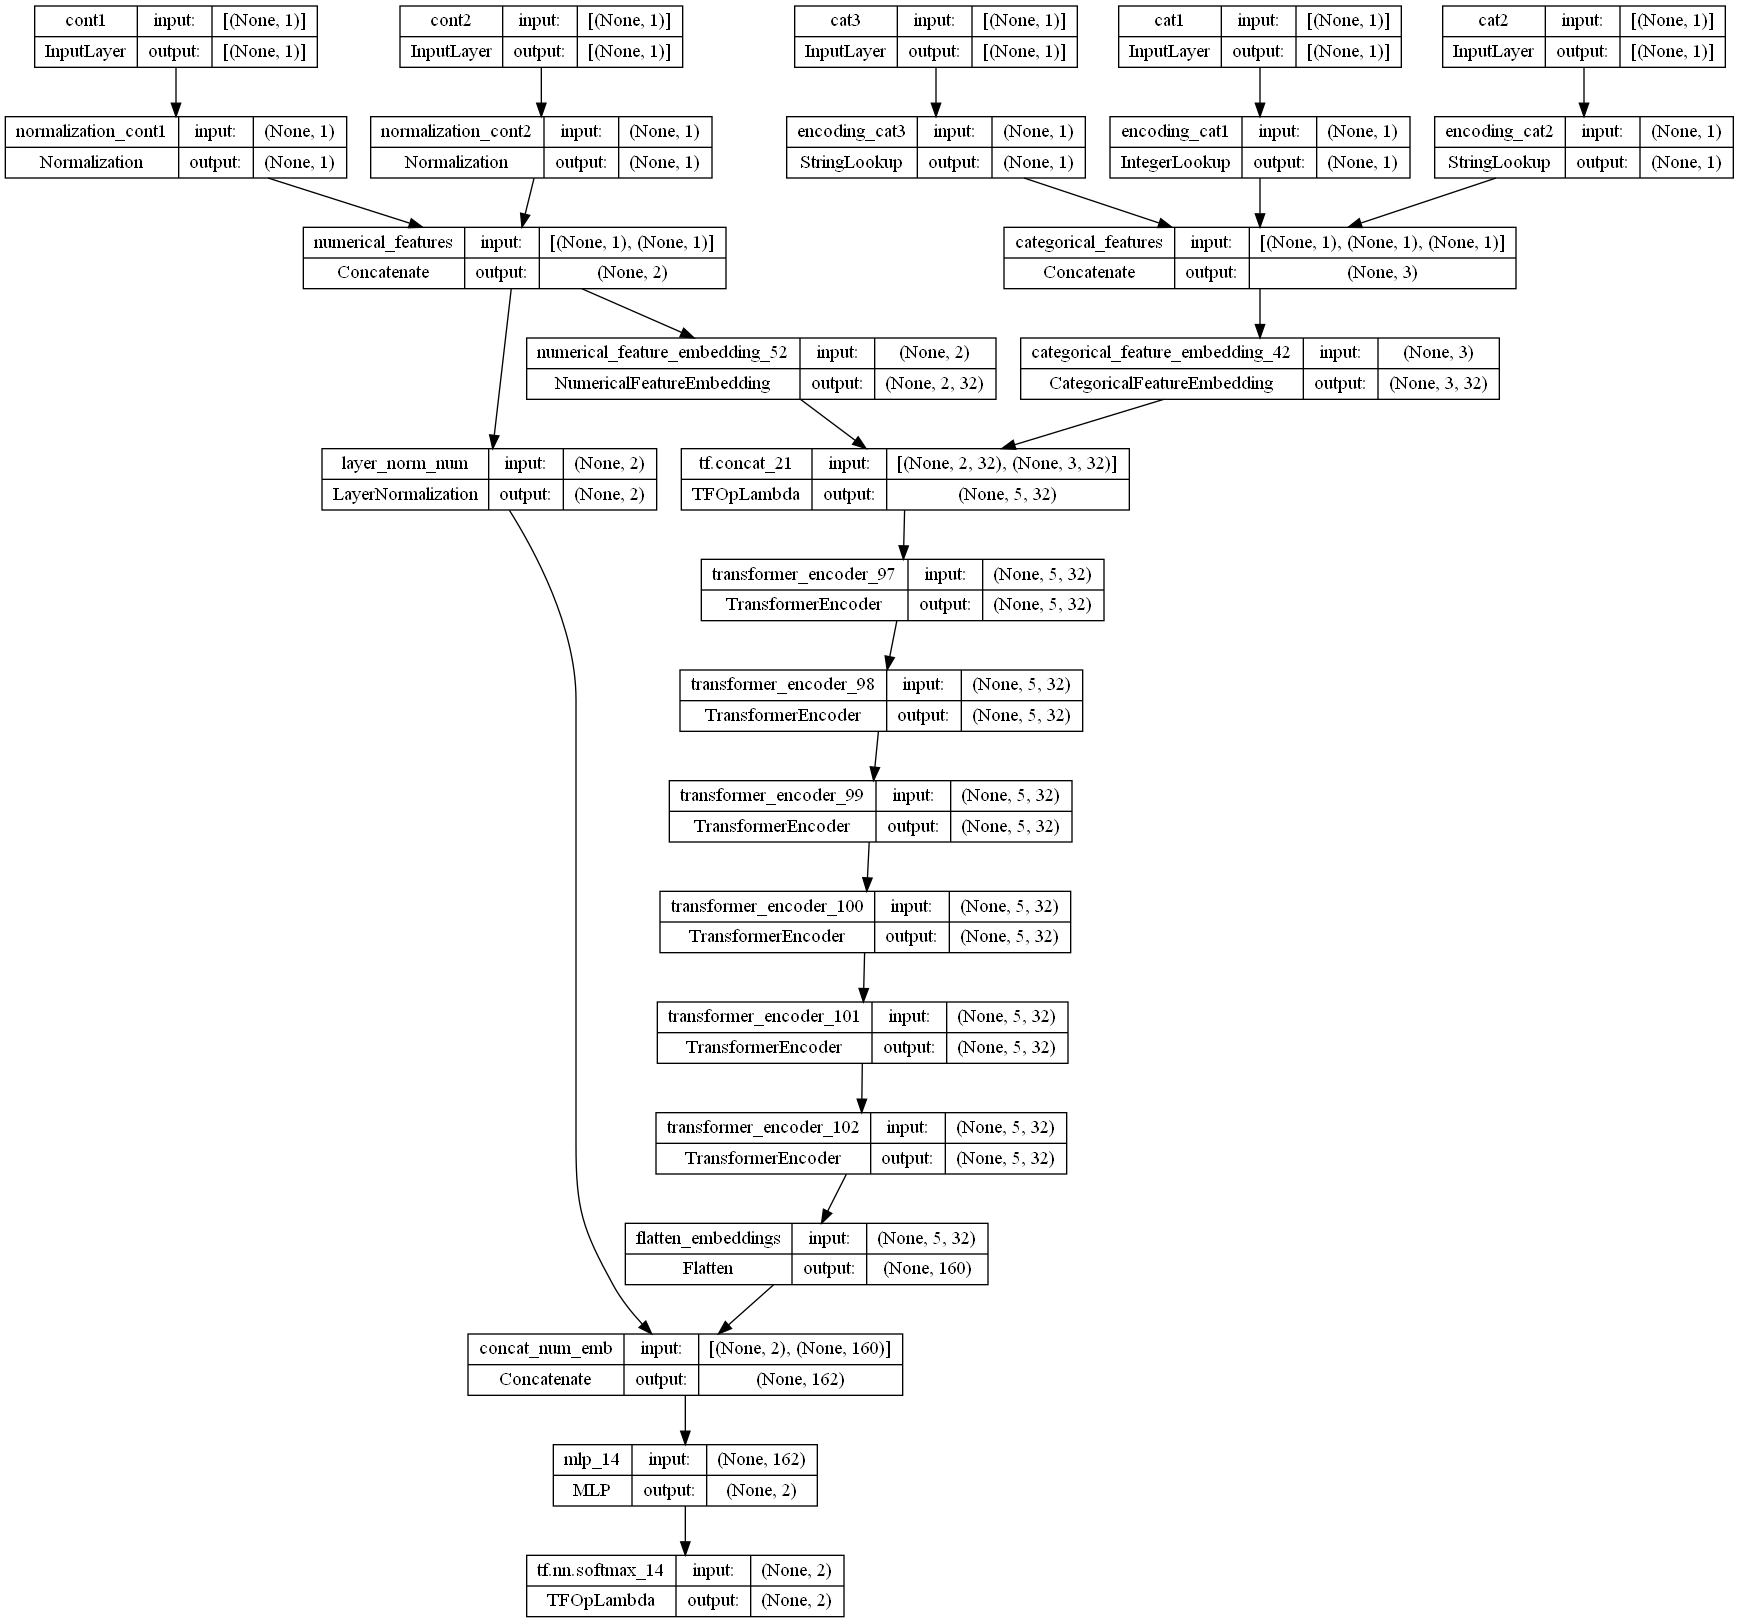 cont1 input: [(None, 1)]
InputLayer output: [(None, 1)]
cont2 input: [(None, 1)]
InputLayer output: [(None, 1)]
cat3 input: [(None, 1)]
InputLayer output: [(None, 1)]
cat1 input: [(None, 1)]
InputLayer output: [(None, 1)]
cat2 input: [(None, 1)]
InputLayer output: [(None, 1)]
normalization_cont1 input: (None, 1)
Normalization output: (None, 1)
normalization_cont2 input: (None, 1)
Normalization output: (None, 1)
encoding_cat3 input: (None, 1)
StringLookup output: (None, 1)
encoding_cat1 input: (None, 1)
IntegerLookup output: (None, 1)
encoding_cat2 input: (None, 1)
StringLookup output: (None, 1)
numerical_features input: [(None, 1), (None, 1)]
Concatenate output: (None, 2)
categorical_features input: [(None, 1), (None, 1), (None, 1)]
Concatenate output: (None, 3)
numerical_feature_embedding_52 input: (None, 2)
NumericalFeatureEmbedding output: (None, 2, 32)
categorical_feature_embedding_42 input: (None, 3)
CategoricalFeatureEmbedding output: (None, 3, 32)
layer_norm_num input: (None, 2)
LayerNormalization output: (None, 2)
tf.concat_21 input: [(None, 2, 32), (None, 3, 32)]
TFOpLambda output: (None, 5, 32)
transformer_encoder_97 input: (None, 5, 32)
TransformerEncoder output: (None, 5, 32)
transformer_encoder_98 input: (None, 5, 32)
TransformerEncoder output: (None, 5, 32)
transformer_encoder_99 input: (None, 5, 32)
TransformerEncoder output: (None, 5, 32)
transformer_encoder_100 input: (None, 5, 32)
TransformerEncoder output: (None, 5, 32)
transformer_encoder_101 input: (None, 5, 32)
TransformerEncoder output: (None, 5, 32)
transformer_encoder_102 input: (None, 5, 32)
TransformerEncoder output: (None, 5, 32)
flatten_embeddings input: (None, 5, 32)
Flatten output: (None, 160)
concat_num_emb input: [(None, 2), (None, 160)]
Concatenate output: (None, 162)
mlp_14 input: (None, 162)
MLP output: (None, 2)
tf.nn.softmax_14 input: (None, 2)
TFOpLambda output: (None, 2)